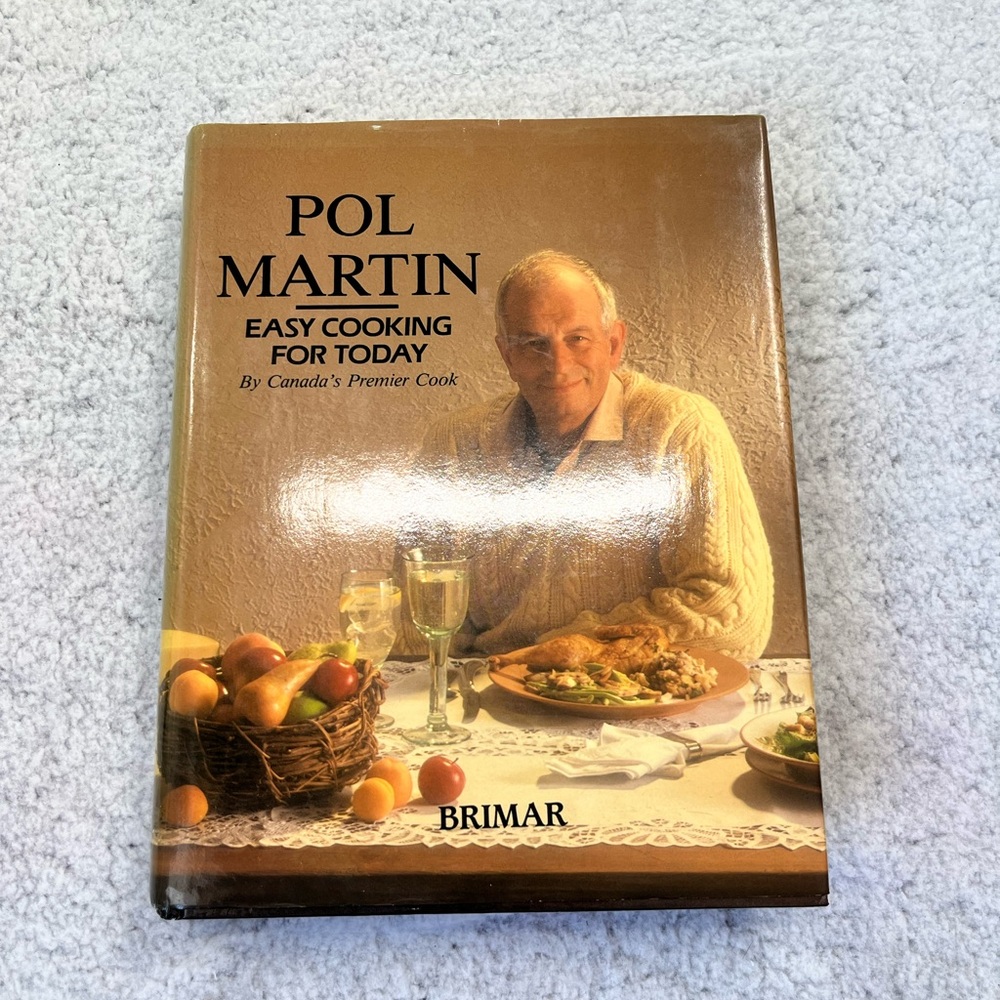 POL
MARTIN
EASY COOKING
FOR TODAY
By Canada's Premier Cook
BRIMAR